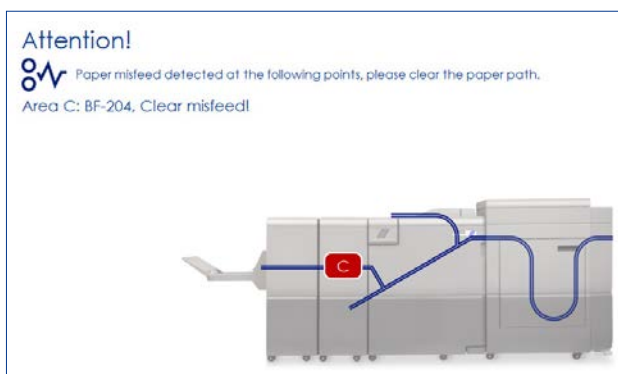 Attention!
Paper misfeed detected at the following points, please clear the paper path.
Area C: BF-204, Clear misfeed!
C